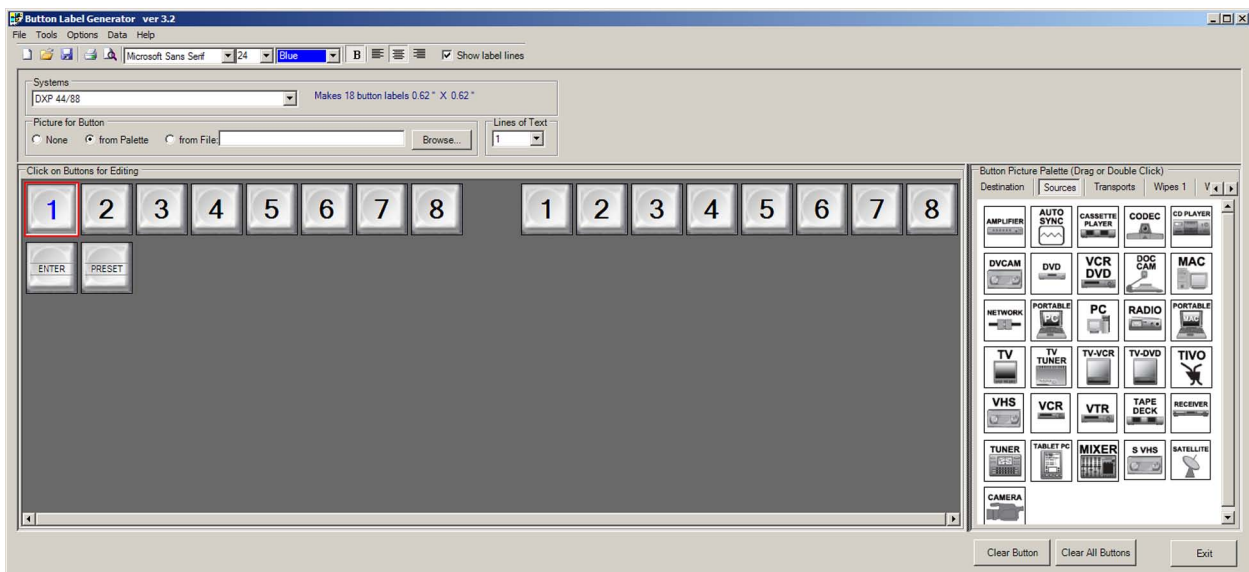 Button Label Generator ver 3.2
File Tools Options Data Help
Microsoft Sans Serif 24 Blue B Show label lines
Systems
DXP 44/88 Makes 18 button labels 0.62 " X 0.62 "
Picture for Button Lines of Text
None from Palette from File: Browse... 1
Click on Buttons for Editing
1 2 3 4 5 6 7 8 1 2 3 4 5 6 7 8
ENTER PRESET
Button Picture Palette (Drag or Double Click)
Destination Sources Transports Wipes 1
AMPLIFIER AUTO SYNC CASSETTE PLAYER CODEC CD PLAYER
DVCAM DVD VCR DVD DOC CAM MAC
NETWORK PORTABLE PC PC RADIO PORTABLE MAC
TV TV TUNER TV-VCR TV-DVD TIVO
VHS VCR VTR TAPE DECK RECEIVER
TUNER TABLET PC MIXER S VHS SATELLITE
CAMERA
Clear Button Clear All Buttons Exit